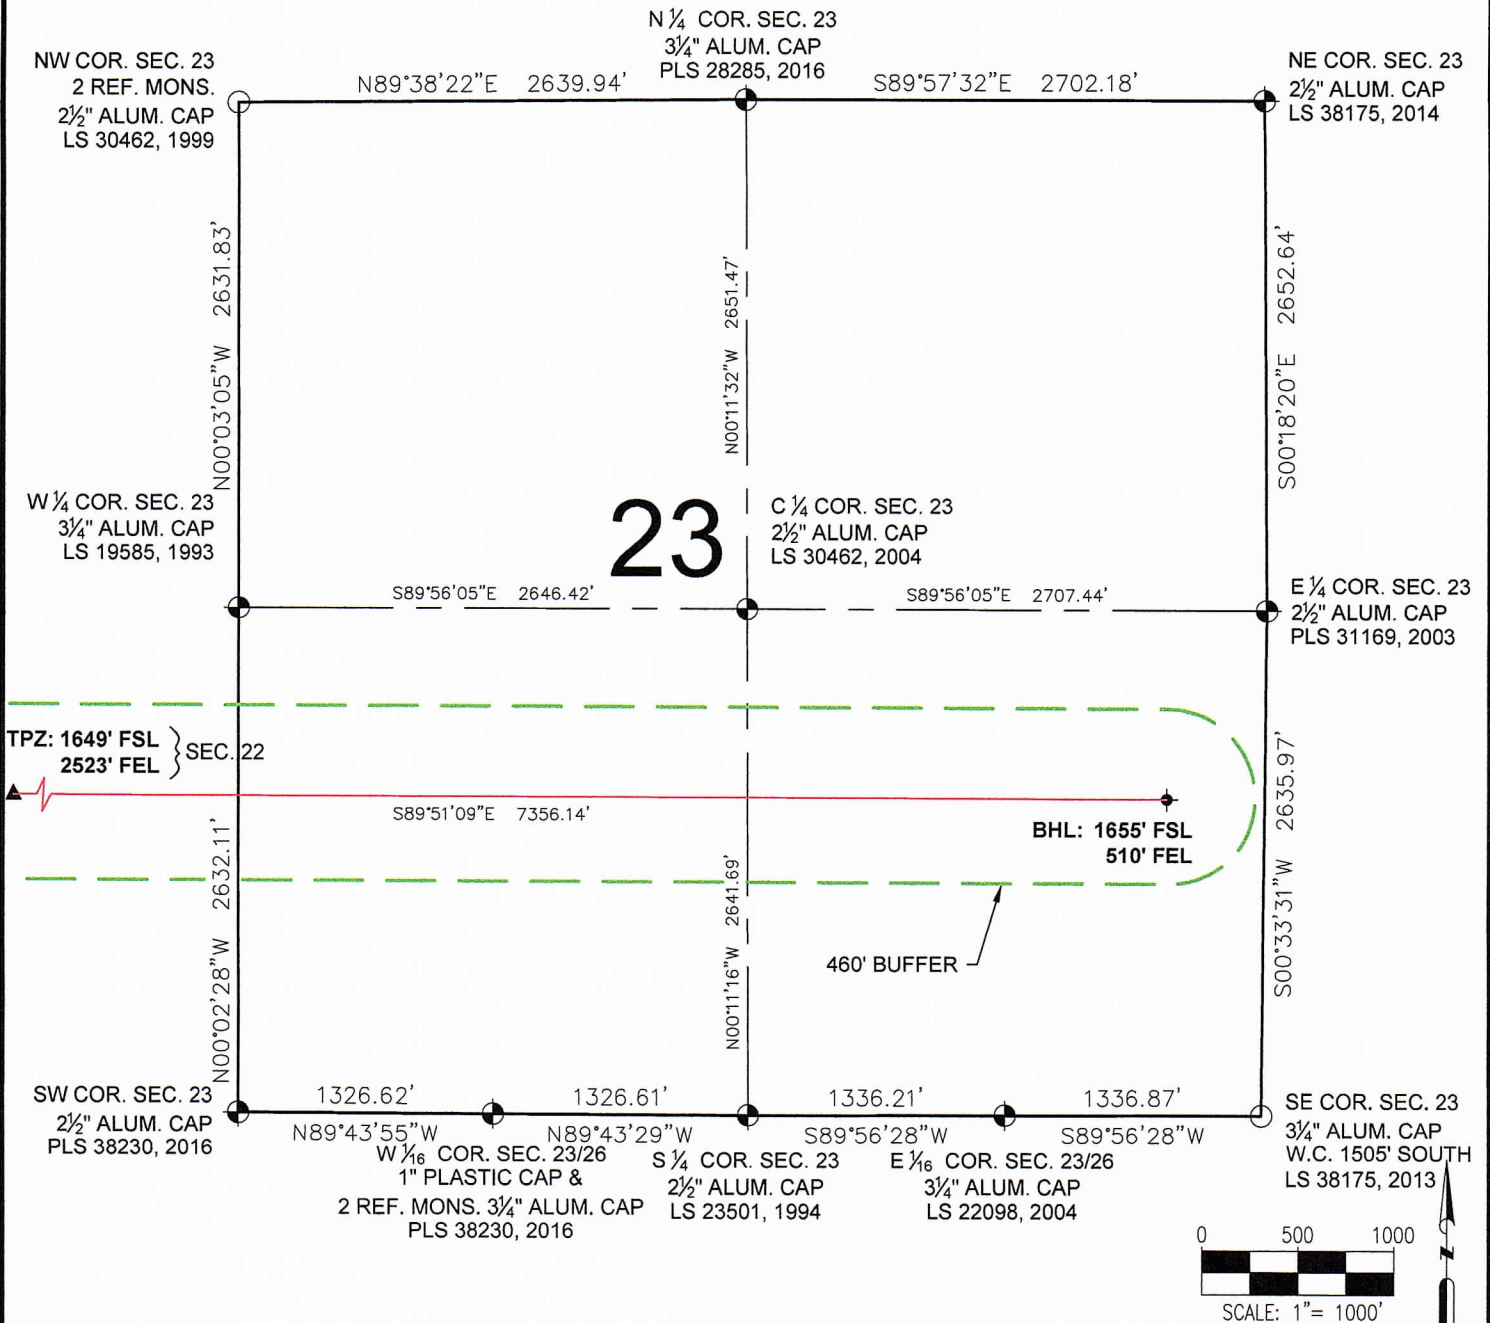 N ¼ COR. SEC. 23
3¼" ALUM. CAP
PLS 28285, 2016
NW COR. SEC. 23
2 REF. MONS.
2½" ALUM. CAP
LS 30462, 1999
N89°38'22"E 2639.94'
S89°57'32"E 2702.18'
NE COR. SEC. 23
2½" ALUM. CAP
LS 38175, 2014
N00°03'05"W 2631.83'
N00°11'32"W 2651.47'
S00°18'20"E 2652.64'
W ¼ COR. SEC. 23
3¼" ALUM. CAP
LS 19585, 1993
23
C ¼ COR. SEC. 23
2½" ALUM. CAP
LS 30462, 2004
S89°56'05"E 2646.42'
S89°56'05"E 2707.44'
E ¼ COR. SEC. 23
2½" ALUM. CAP
PLS 31169, 2003
TPZ: 1649' FSL
2523' FEL
SEC. 22
S89°51'09"E 7356.14'
BHL: 1655' FSL
510' FEL
N00°02'28"W 2632.11'
N00°11'16"W 2641.69'
S00°33'31"W 2635.97'
460' BUFFER
SW COR. SEC. 23
2½" ALUM. CAP
PLS 38230, 2016
1326.62'
N89°43'55"W
1326.61'
N89°43'29"W
1336.21'
S89°56'28"W
1336.87'
S89°56'28"W
W 1⁄16 COR. SEC. 23/26
1" PLASTIC CAP &
2 REF. MONS. 3¼" ALUM. CAP
PLS 38230, 2016
S ¼ COR. SEC. 23
2½" ALUM. CAP
LS 23501, 1994
E 1⁄16 COR. SEC. 23/26
3¼" ALUM. CAP
LS 22098, 2004
SE COR. SEC. 23
3¼" ALUM. CAP
W.C. 1505' SOUTH
LS 38175, 2013
0 500 1000
SCALE: 1"= 1000'
N